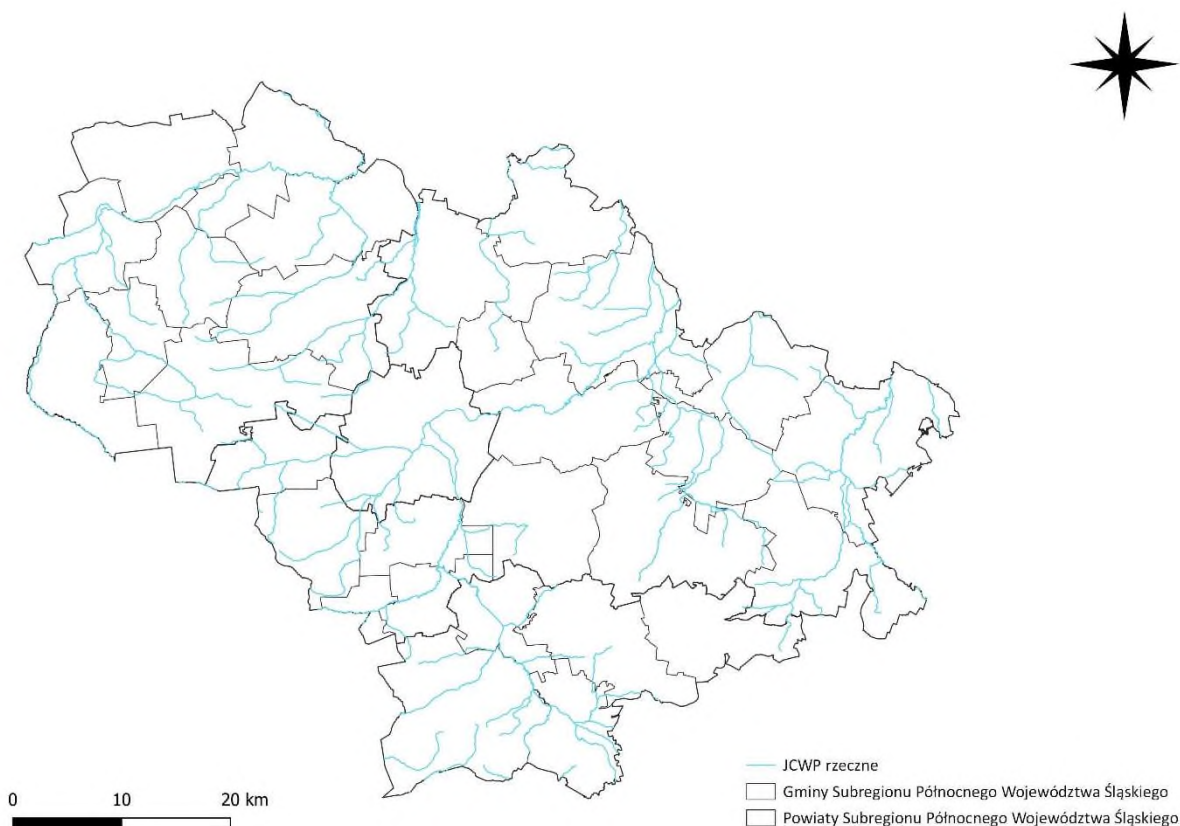 JCWP rzeczne
Gminy Subregionu Północnego Województwa Śląskiego
Powiaty Subregionu Północnego Województwa Śląskiego
0 10 20 km